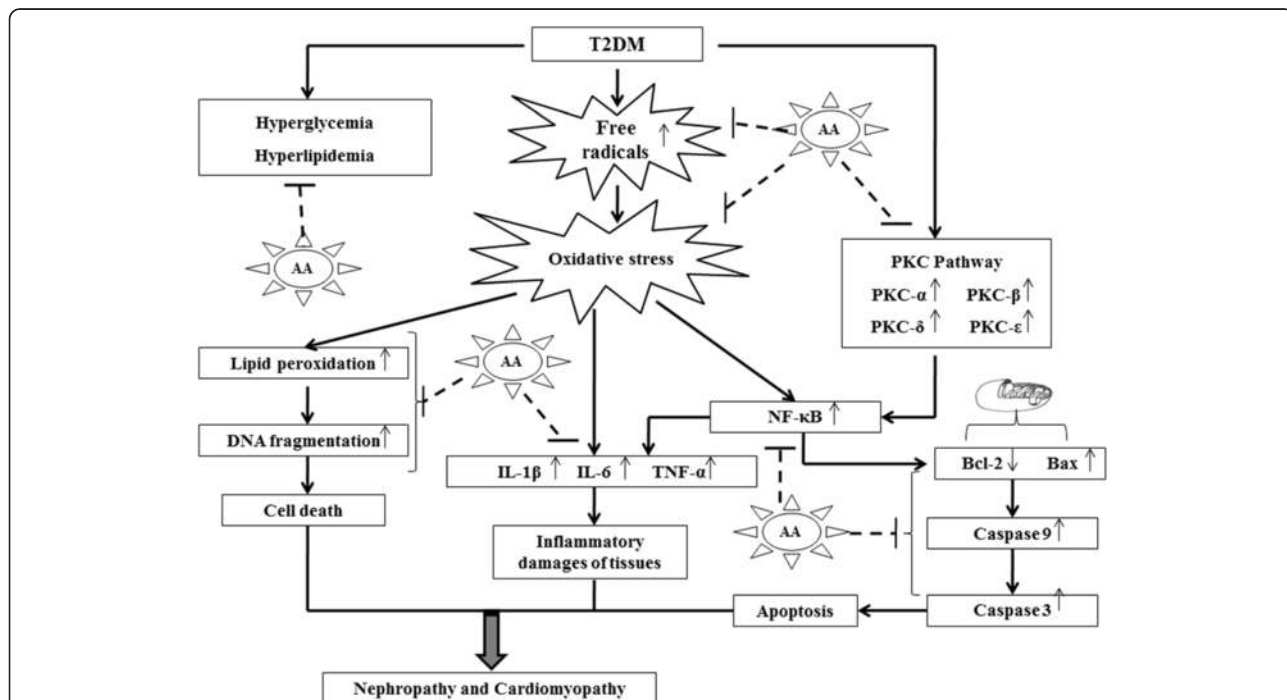 T2DM
Hyperglycemia
Hyperlipidemia
Free
radicals ↑
AA
AA
Oxidative stress
PKC Pathway
PKC-α ↑ PKC-β ↑
PKC-δ ↑ PKC-ε ↑
Lipid peroxidation ↑
AA
DNA fragmentation ↑
NF-κB ↑
IL-1β ↑ IL-6 ↑ TNF-α ↑
Bcl-2 ↓ Bax ↑
Cell death
AA
Caspase 9 ↑
Inflammatory
damages of tissues
Apoptosis
Caspase 3 ↑
Nephropathy and Cardiomyopathy